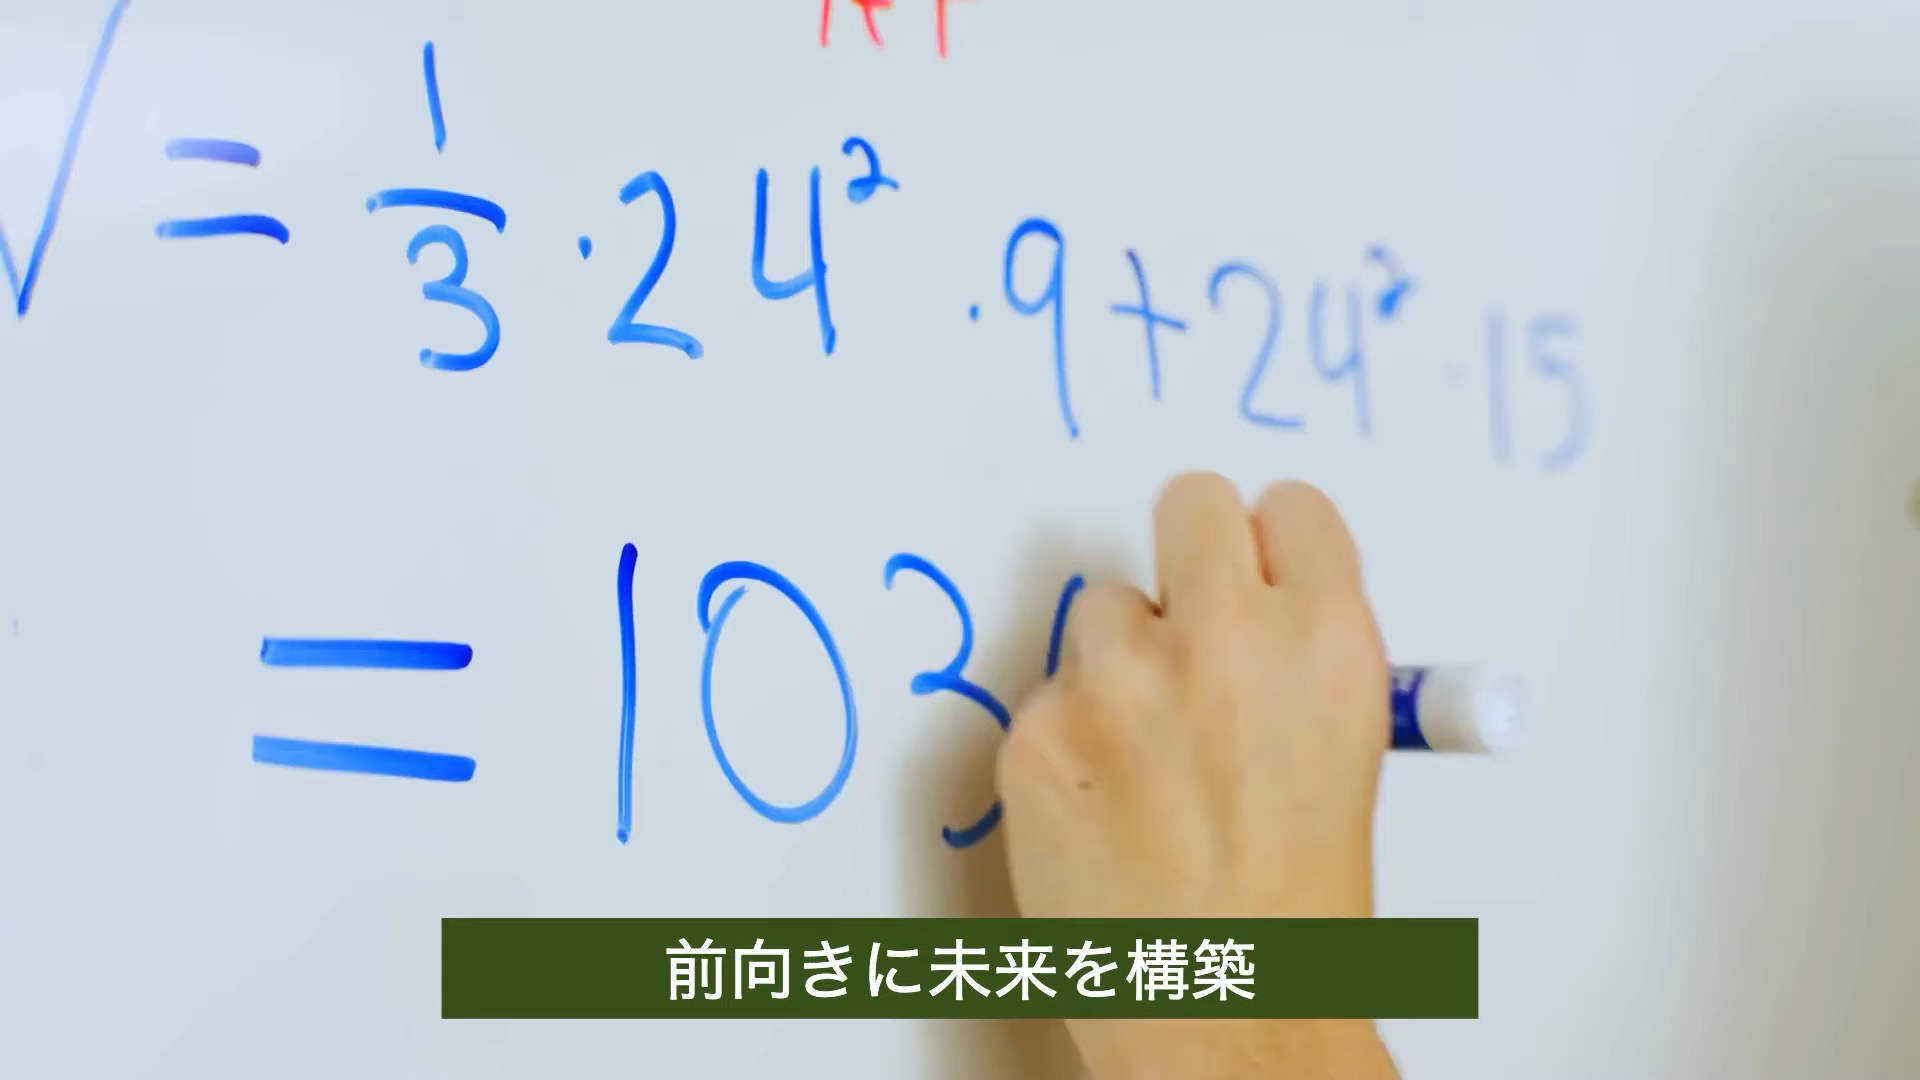 V = 1/3 · 24² · 9 + 24² · 15
= 103
前向きに未来を構築